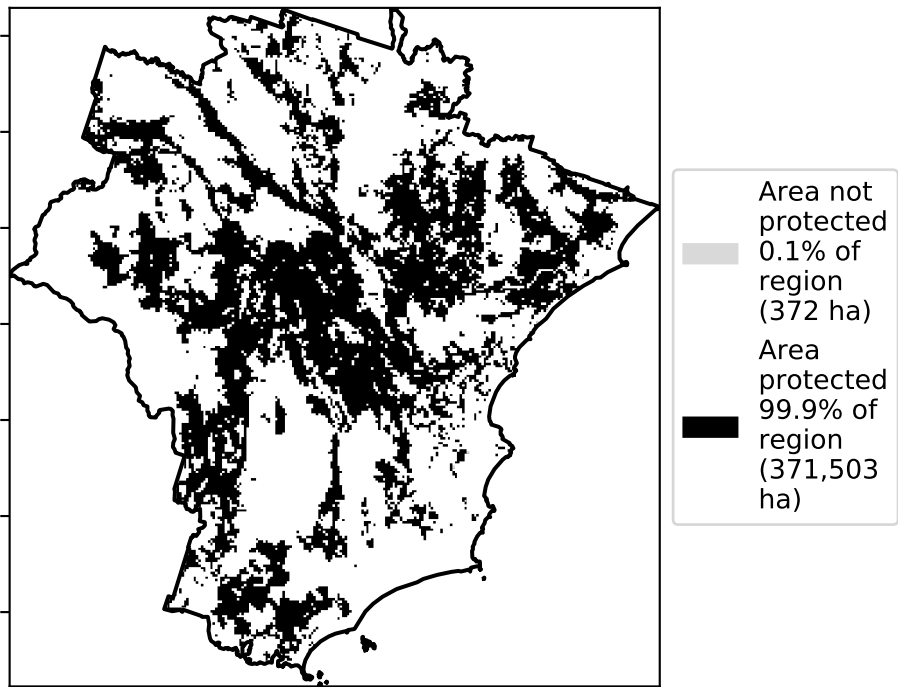 Area not
protected
0.1% of
region
(372 ha)
Area
protected
99.9% of
region
(371,503
ha)